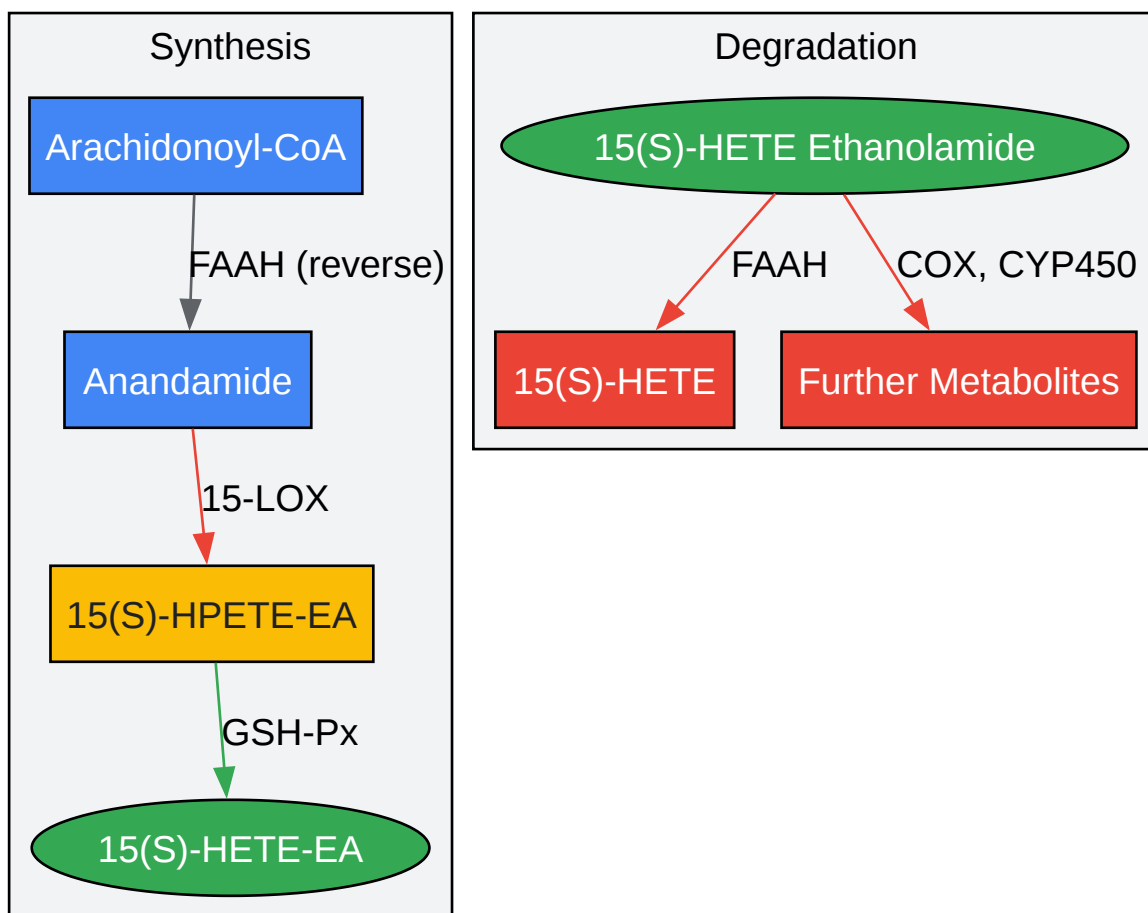 Synthesis
Arachidonoyl-CoA
FAAH (reverse)
Anandamide
15-LOX
15(S)-HPETE-EA
GSH-Px
15(S)-HETE-EA
Degradation
15(S)-HETE Ethanolamide
FAAH
COX, CYP450
15(S)-HETE
Further Metabolites